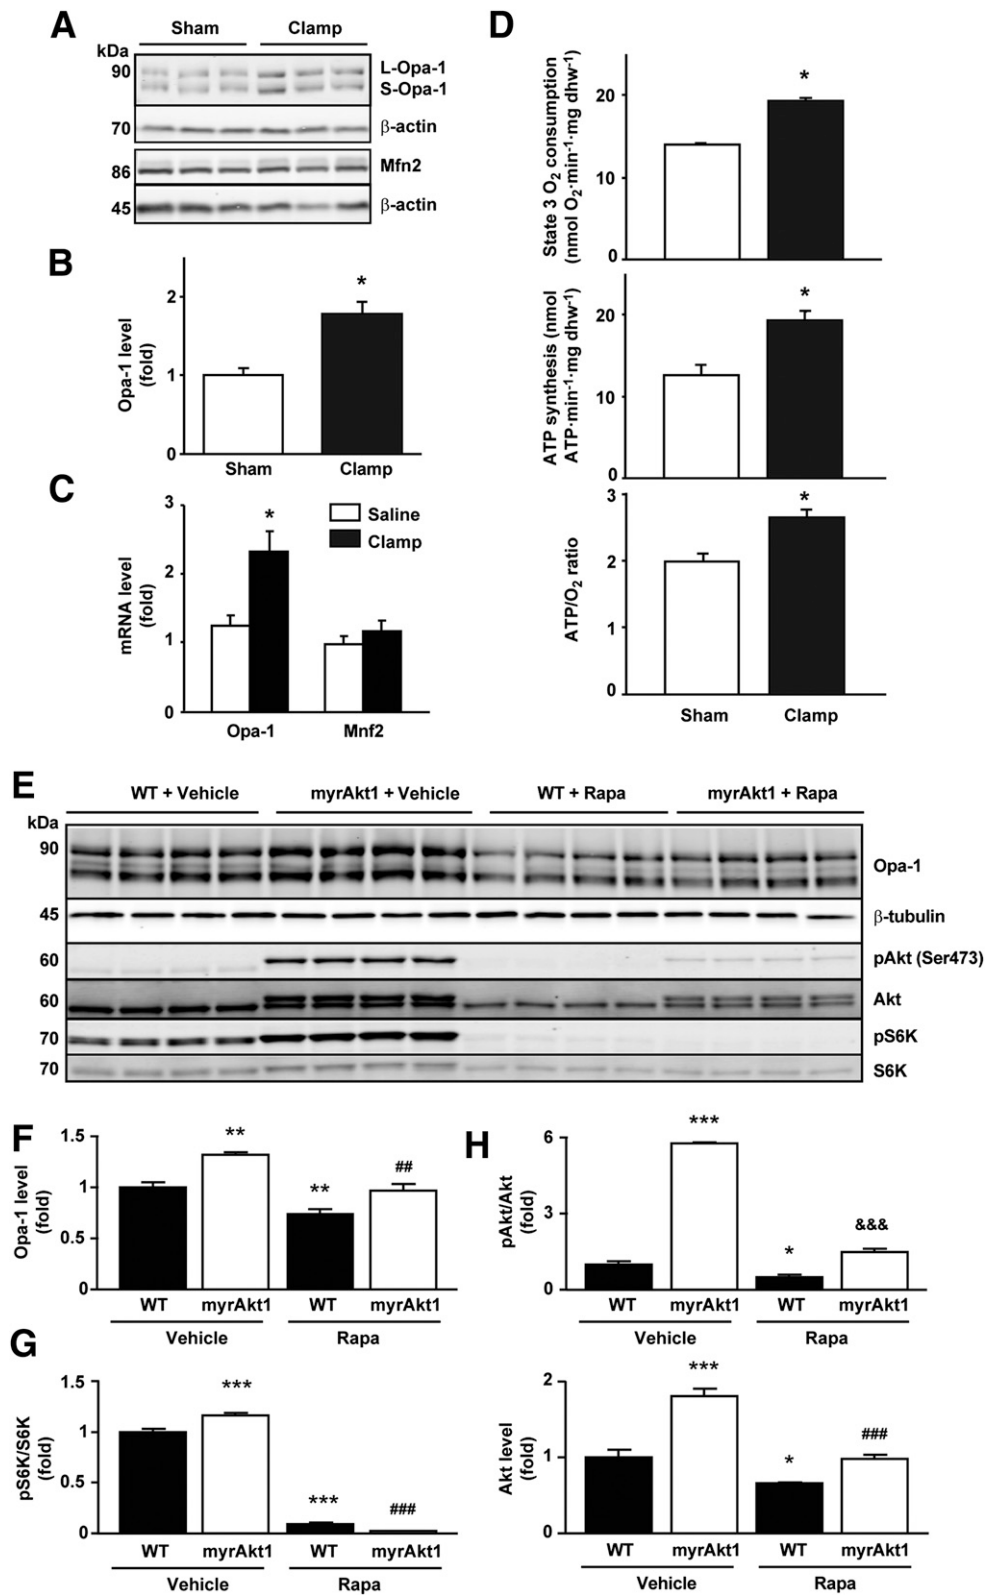 A
Sham Clamp
kDa
90
L-Opa-1
S-Opa-1
70
β-actin
86
Mfn2
45
β-actin
B
Opa-1 level
(fold)
2
1
0
*
Sham Clamp
C
mRNA level
(fold)
3
2
1
0
*
Saline
Clamp
Opa-1 Mnf2
D
State 3 O₂ consumption
(nmol O₂·min⁻¹·mg dhw⁻¹)
20
10
0
*
ATP synthesis (nmol
ATP·min⁻¹·mg dhw⁻¹)
20
10
0
*
ATP/O₂ ratio
3
2
1
0
*
Sham Clamp
E
WT + Vehicle myrAkt1 + Vehicle WT + Rapa myrAkt1 + Rapa
kDa
90 Opa-1
45 β-tubulin
60 pAkt (Ser473)
60 Akt
70 pS6K
70 S6K
F
Opa-1 level
(fold)
1.5
1
0.5
0
** ** ##
WT myrAkt1 WT myrAkt1
Vehicle Rapa
G
pS6K/S6K
(fold)
1.5
1
0.5
0
*** *** ###
WT myrAkt1 WT myrAkt1
Vehicle Rapa
H
pAkt/Akt
(fold)
6
3
0
*** * &&&
WT myrAkt1 WT myrAkt1
Vehicle Rapa
Akt level
(fold)
2
1
0
*** * ###
WT myrAkt1 WT myrAkt1
Vehicle Rapa